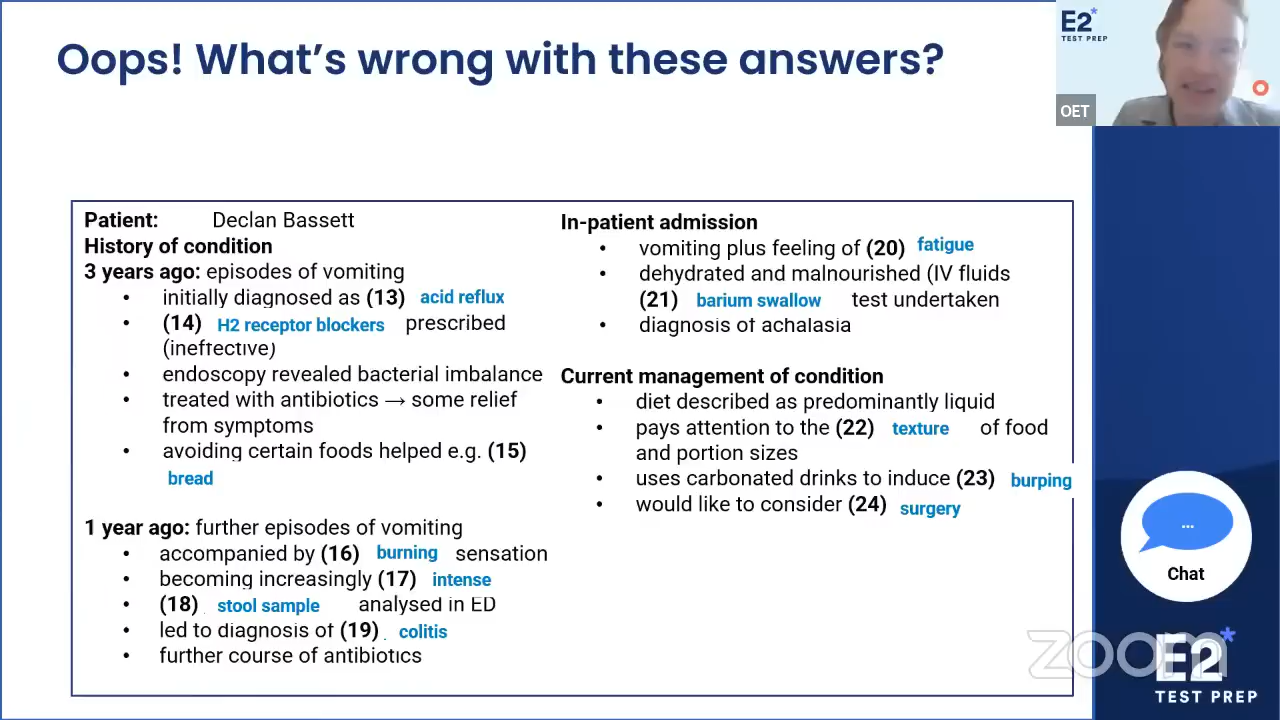 Oops! What's wrong with these answers?
E2*
TEST PREP
OET
Patient: Declan Bassett
History of condition
3 years ago: episodes of vomiting
• initially diagnosed as (13) acid reflux
• (14) H2 receptor blockers prescribed
(ineffective)
• endoscopy revealed bacterial imbalance
• treated with antibiotics → some relief
from symptoms
• avoiding certain foods helped e.g. (15)
bread
1 year ago: further episodes of vomiting
• accompanied by (16) burning sensation
• becoming increasingly (17) intense
• (18) stool sample analysed in ED
• led to diagnosis of (19) colitis
• further course of antibiotics
In-patient admission
• vomiting plus feeling of (20) fatigue
• dehydrated and malnourished (IV fluids
(21) barium swallow test undertaken
• diagnosis of achalasia
Current management of condition
• diet described as predominantly liquid
• pays attention to the (22) texture of food
and portion sizes
• uses carbonated drinks to induce (23) burping
• would like to consider (24) surgery
...
Chat
zoom
E2*
TEST PREP